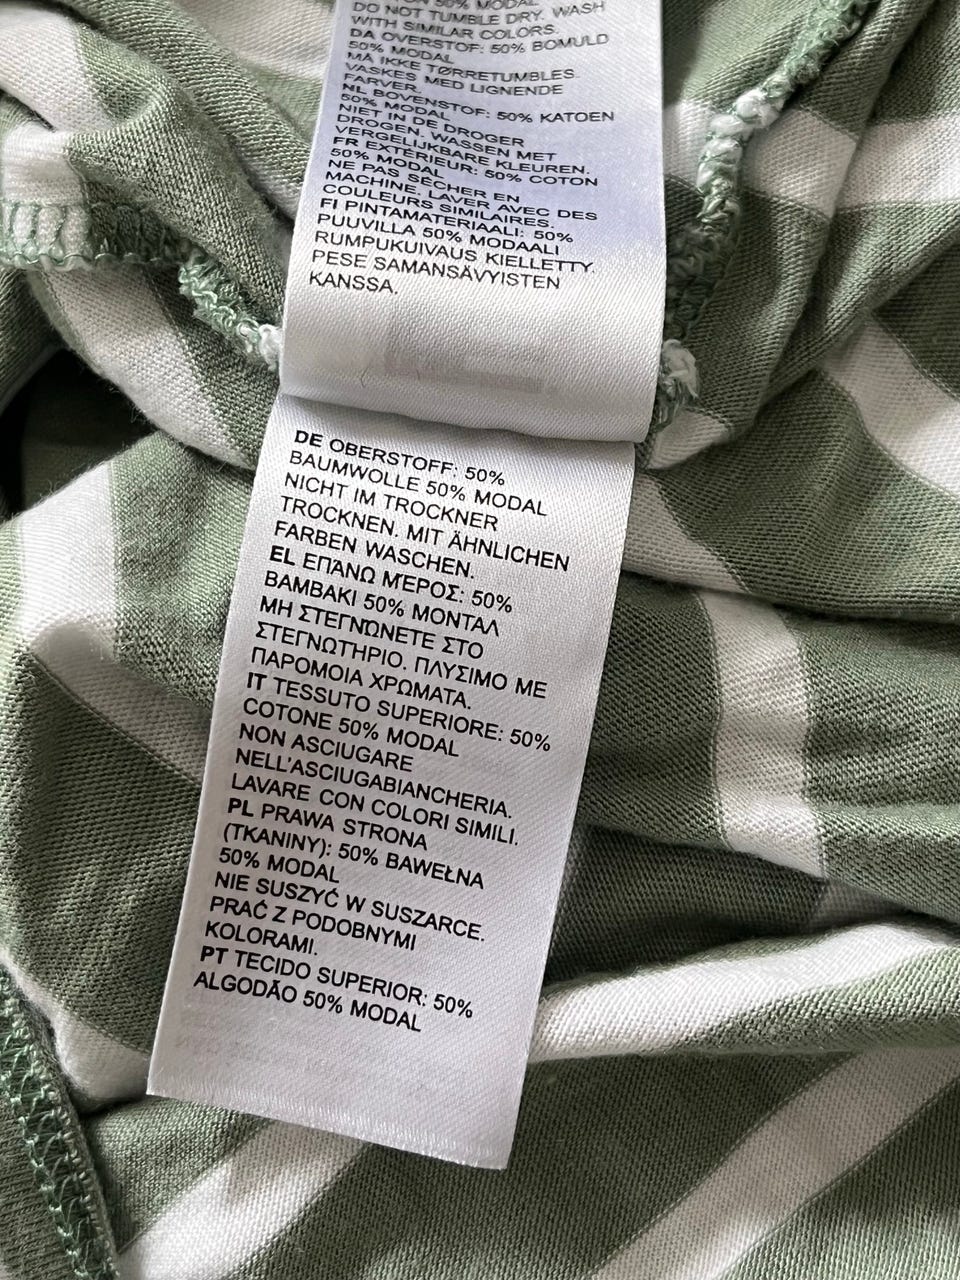 50% MODAL
DO NOT TUMBLE DRY. WASH
WITH SIMILAR COLORS.
DA OVERSTOF: 50% BOMULD
50% MODAL
MÅ IKKE TØRRETUMBLES.
VASKES MED LIGNENDE
FARVER.
NL BOVENSTOF: 50% KATOEN
50% MODAL
NIET IN DE DROGER
DROGEN. WASSEN MET
VERGELIJKBARE KLEUREN.
FR EXTÉRIEUR: 50% COTON
50% MODAL
NE PAS SÉCHER EN
MACHINE. LAVER AVEC DES
COULEURS SIMILAIRES.
FI PINTAMATERIAALI: 50%
PUUVILLA 50% MODAALI
RUMPUKUIVAUS KIELLETTY.
PESE SAMANSÄVYISTEN
KANSSA.
DE OBERSTOFF: 50%
BAUMWOLLE 50% MODAL
NICHT IM TROCKNER
TROCKNEN. MIT ÄHNLICHEN
FARBEN WASCHEN.
EL ΕΠΆΝΩ ΜΈΡΟΣ: 50%
ΒΑΜΒΑΚΙ 50% ΜΟΝΤΑΛ
ΜΗ ΣΤΕΓΝΏΝΕΤΕ ΣΤΟ
ΣΤΕΓΝΩΤΗΡΙΟ. ΠΛΥΣΙΜΟ ΜΕ
ΠΑΡΟΜΟΙΑ ΧΡΩΜΑΤΑ.
IT TESSUTO SUPERIORE: 50%
COTONE 50% MODAL
NON ASCIUGARE
NELL'ASCIUGABIANCHERIA.
LAVARE CON COLORI SIMILI.
PL PRAWA STRONA
(TKANINY): 50% BAWEŁNA
50% MODAL
NIE SUSZYĆ W SUSZARCE.
PRAĆ Z PODOBNYMI
KOLORAMI.
PT TECIDO SUPERIOR: 50%
ALGODÃO 50% MODAL